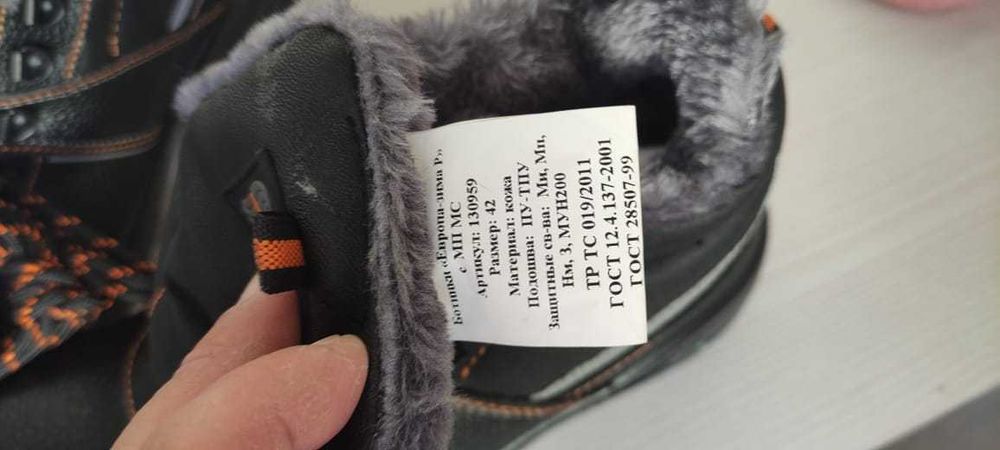 Ботинки «Европа-зима Р»
с МП МС
Артикул: 130959
Размер: 42
Материал: кожа
Подошва: ПУ-ТПУ
Защитные св-ва: Ми, Мп,
Нм, З, МУН200
ТР ТС 019/2011
ГОСТ 12.4.137-2001
ГОСТ 28507-99